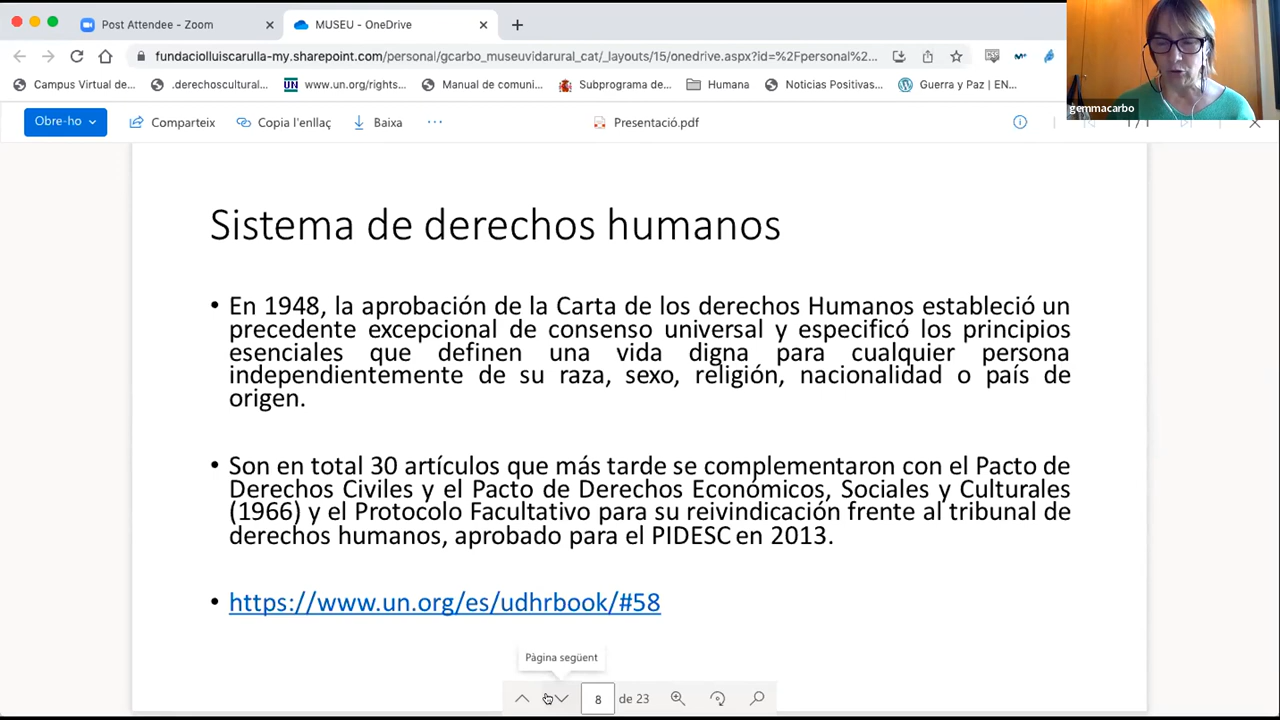 Post Attendee - Zoom
MUSEU - OneDrive
fundaciolluiscarulla-my.sharepoint.com/personal/gcarbo_museuvidarural_cat/_layouts/15/onedrive.aspx?id=%2Fpersonal%2...
Campus Virtual de... .derechoscultural... UN www.un.org/rights... Manual de comuni... Subprograma de... Humana Noticias Positivas... Guerra y Paz | EN...
gemmacarbo
Obre-ho Comparteix Copia l'enllaç Baixa ... Presentació.pdf 1 / 1
Sistema de derechos humanos
• En 1948, la aprobación de la Carta de los derechos Humanos estableció un
precedente excepcional de consenso universal y especificó los principios
esenciales que definen una vida digna para cualquier persona
independientemente de su raza, sexo, religión, nacionalidad o país de
origen.
• Son en total 30 artículos que más tarde se complementaron con el Pacto de
Derechos Civiles y el Pacto de Derechos Económicos, Sociales y Culturales
(1966) y el Protocolo Facultativo para su reivindicación frente al tribunal de
derechos humanos, aprobado para el PIDESC en 2013.
• https://www.un.org/es/udhrbook/#58
Pàgina següent
8 de 23